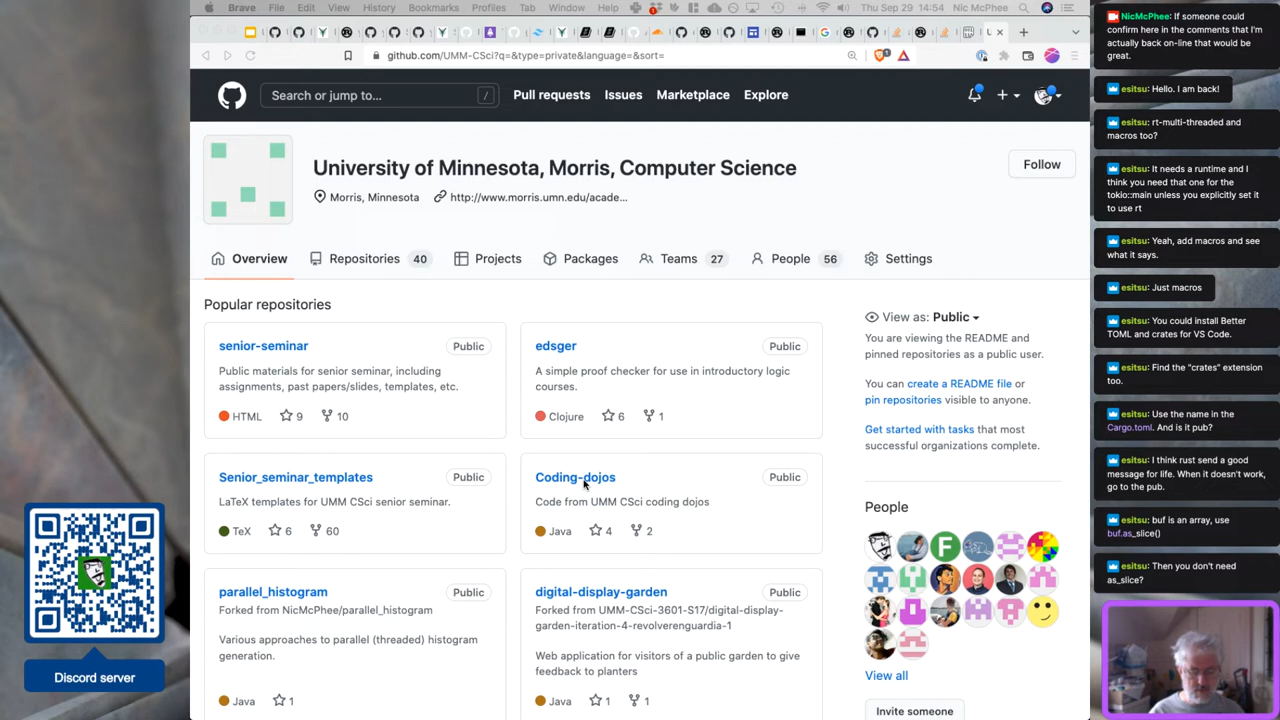 Brave File Edit View History Bookmarks Profiles Tab Window Help
Thu Sep 29 14:54 Nic McPhee
github.com/UMM-CSci?q=&type=private&language=&sort=
Search or jump to...
/
Pull requests Issues Marketplace Explore
University of Minnesota, Morris, Computer Science
Follow
Morris, Minnesota http://www.morris.umn.edu/acade...
Overview Repositories 40 Projects Packages Teams 27 People 56 Settings
Popular repositories
senior-seminar Public
Public materials for senior seminar, including
assignments, past papers/slides, templates, etc.
HTML 9 10
edsger Public
A simple proof checker for use in introductory logic
courses.
Clojure 6 1
Senior_seminar_templates Public
LaTeX templates for UMM CSci senior seminar.
TeX 6 60
Coding-dojos Public
Code from UMM CSci coding dojos
Java 4 2
parallel_histogram Public
Forked from NicMcPhee/parallel_histogram
Various approaches to parallel (threaded) histogram
generation.
Java 1
digital-display-garden Public
Forked from UMM-CSci-3601-S17/digital-display-
garden-iteration-4-revolverenguardia-1
Web application for visitors of a public garden to give
feedback to planters
Java 1 1
View as: Public
You are viewing the README and
pinned repositories as a public user.
You can create a README file or
pin repositories visible to anyone.
Get started with tasks that most
successful organizations complete.
People
F
View all
Invite someone
NicMcPhee: If someone could
confirm here in the comments that I'm
actually back on-line that would be
great.
esitsu: Hello. I am back!
esitsu: rt-multi-threaded and
macros too?
esitsu: It needs a runtime and I
think you need that one for the
tokio::main unless you explicitly set it
to use rt
esitsu: Yeah, add macros and see
what it says.
esitsu: Just macros
esitsu: You could install Better
TOML and crates for VS Code.
esitsu: Find the "crates" extension
too.
esitsu: Use the name in the
Cargo.toml. And is it pub?
esitsu: I think rust send a good
message for life. When it doesn't work,
go to the pub.
esitsu: buf is an array, use
buf.as_slice()
esitsu: Then you don't need
as_slice?
Discord server